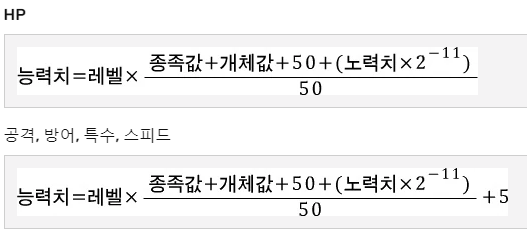 HP
능력치=레벨×(종족값+개체값+50+(노력치×2⁻¹¹))/50
공격, 방어, 특수, 스피드
능력치=레벨×(종족값+개체값+50+(노력치×2⁻¹¹))/50+5